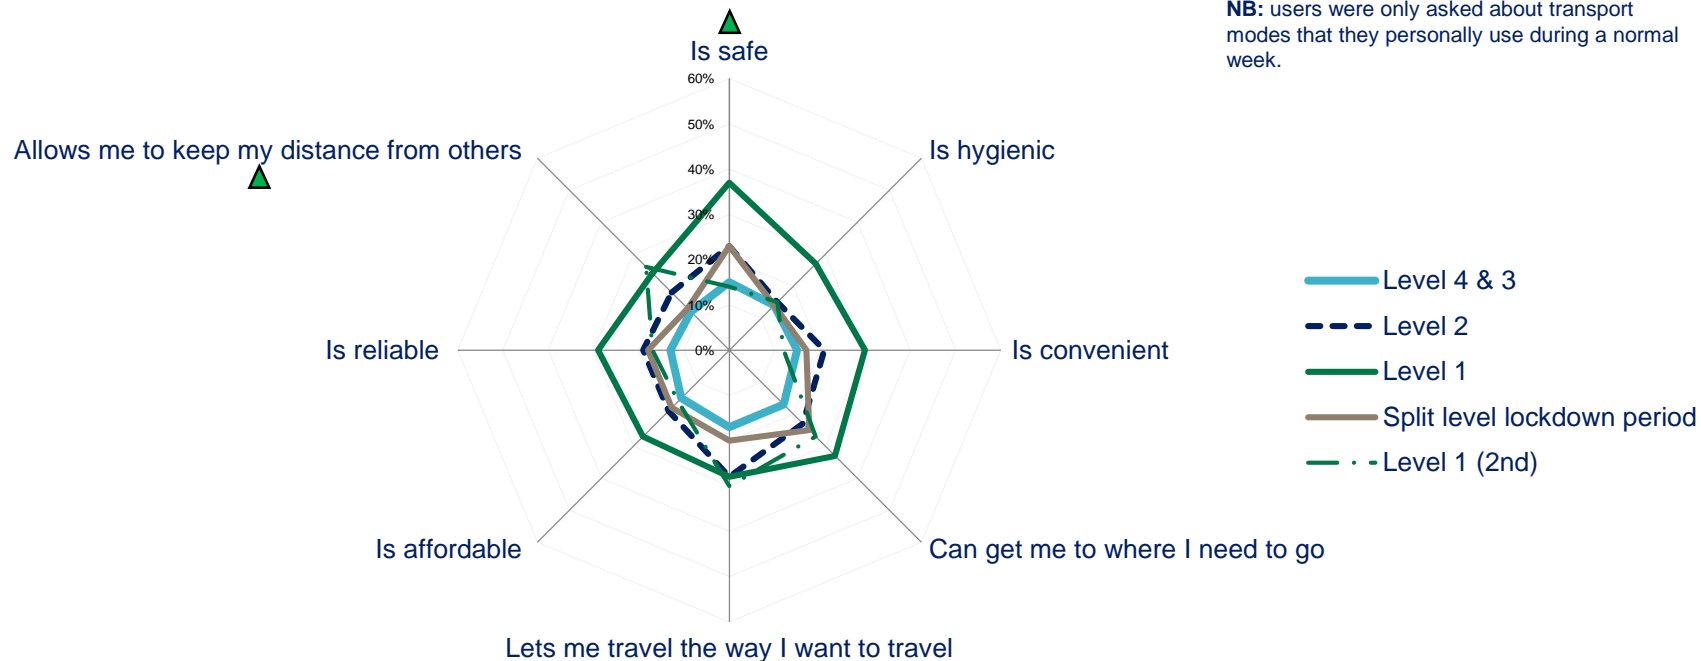 NB: users were only asked about transport
modes that they personally use during a normal
week.
Is safe
60%
50%
40%
30%
20%
10%
0%
Allows me to keep my distance from others
Is hygienic
Is reliable
Is convenient
Is affordable
Can get me to where I need to go
Lets me travel the way I want to travel
Level 4 & 3
Level 2
Level 1
Split level lockdown period
Level 1 (2nd)